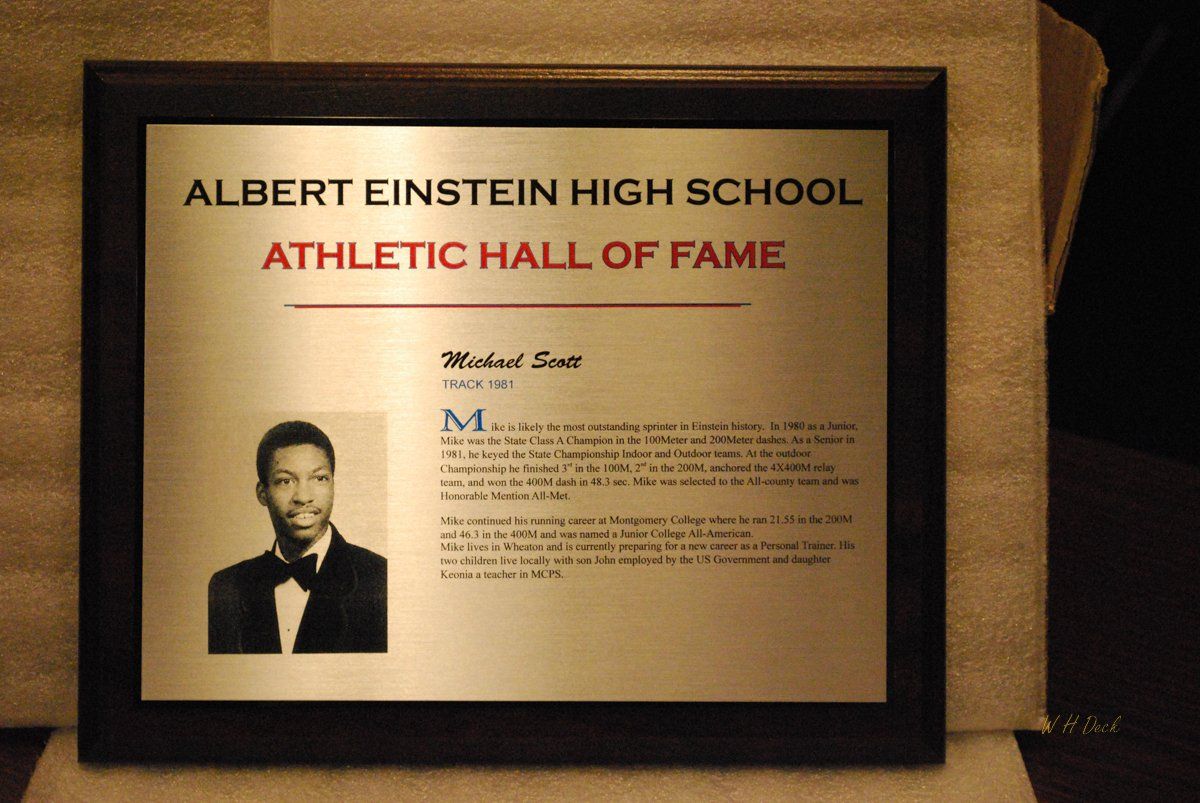 ALBERT EINSTEIN HIGH SCHOOL
ATHLETIC HALL OF FAME
Michael Scott
TRACK 1981
Mike is likely the most outstanding sprinter in Einstein history. In 1980 as a Junior,
Mike was the State Class A Champion in the 100Meter and 200Meter dashes. As a Senior in
1981, he keyed the State Championship Indoor and Outdoor teams. At the outdoor
Championship he finished 3rd in the 100M, 2nd in the 200M, anchored the 4X400M relay
team, and won the 400M dash in 48.3 sec. Mike was selected to the All-county team and was
Honorable Mention All-Met.
Mike continued his running career at Montgomery College where he ran 21.55 in the 200M
and 46.3 in the 400M and was named a Junior College All-American.
Mike lives in Wheaton and is currently preparing for a new career as a Personal Trainer. His
two children live locally with son John employed by the US Government and daughter
Keonia a teacher in MCPS.
W H Deck